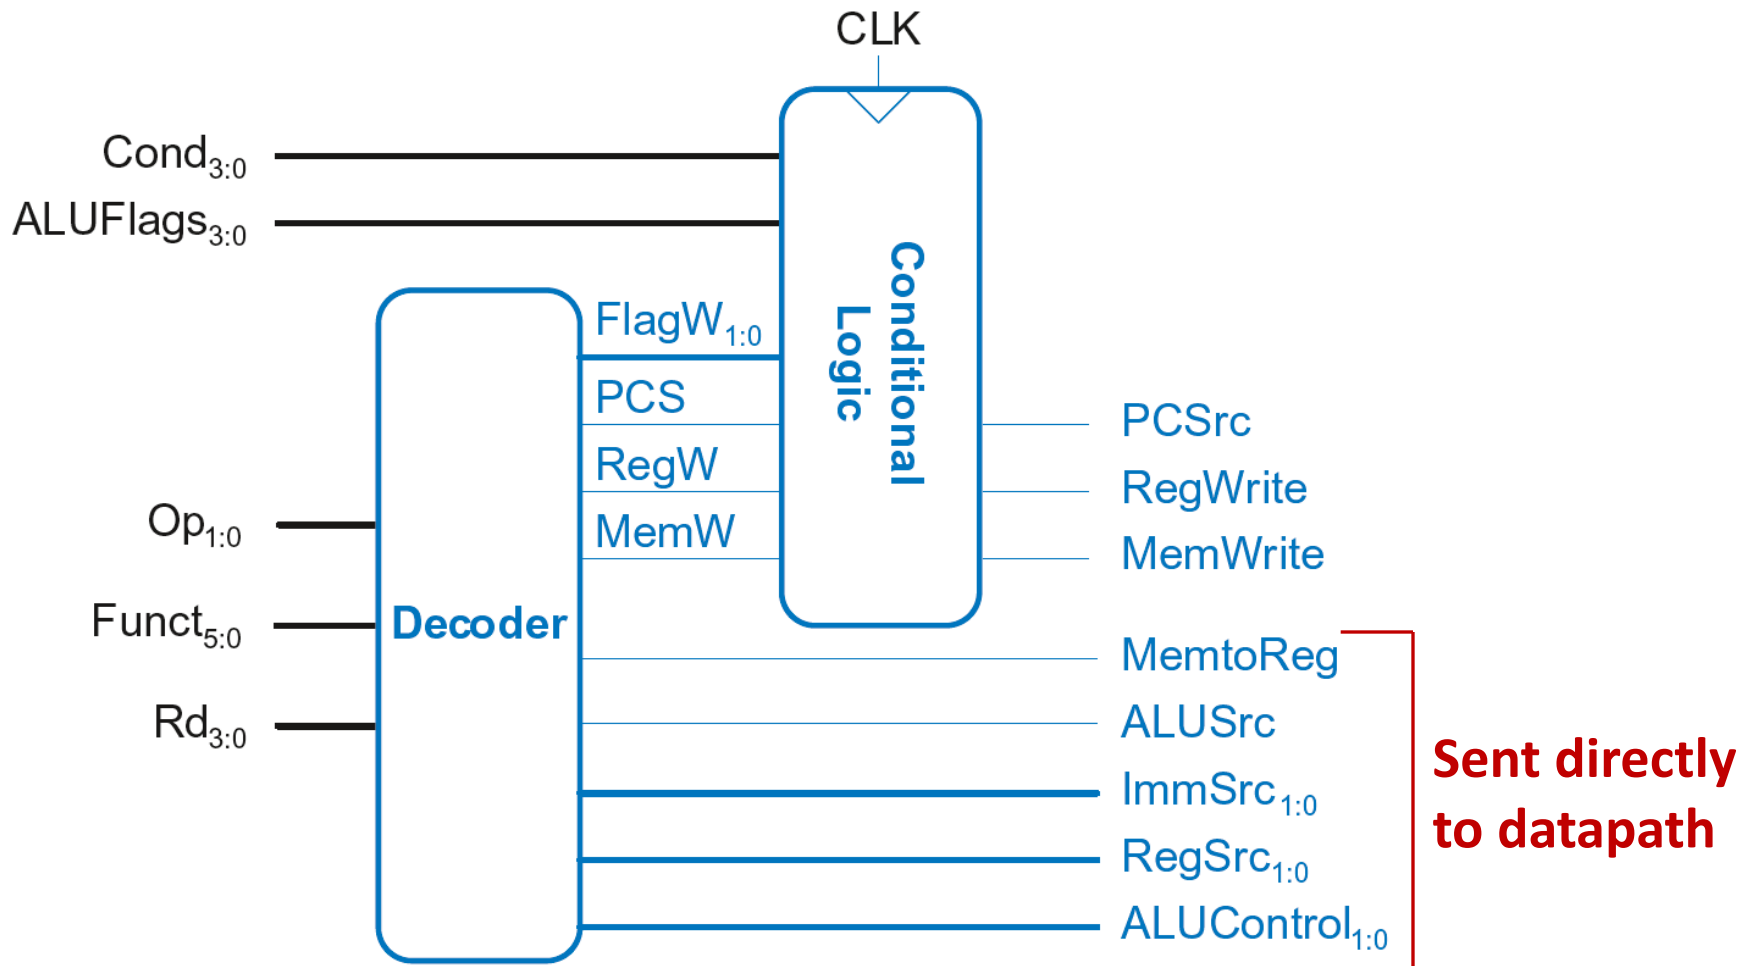 CLK
Cond3:0
ALUFlags3:0
Conditional
Logic
FlagW1:0
PCS
RegW
MemW
PCSrc
RegWrite
MemWrite
Op1:0
Funct5:0
Rd3:0
Decoder
MemtoReg
ALUSrc
ImmSrc1:0
RegSrc1:0
ALUControl1:0
Sent directly
to datapath